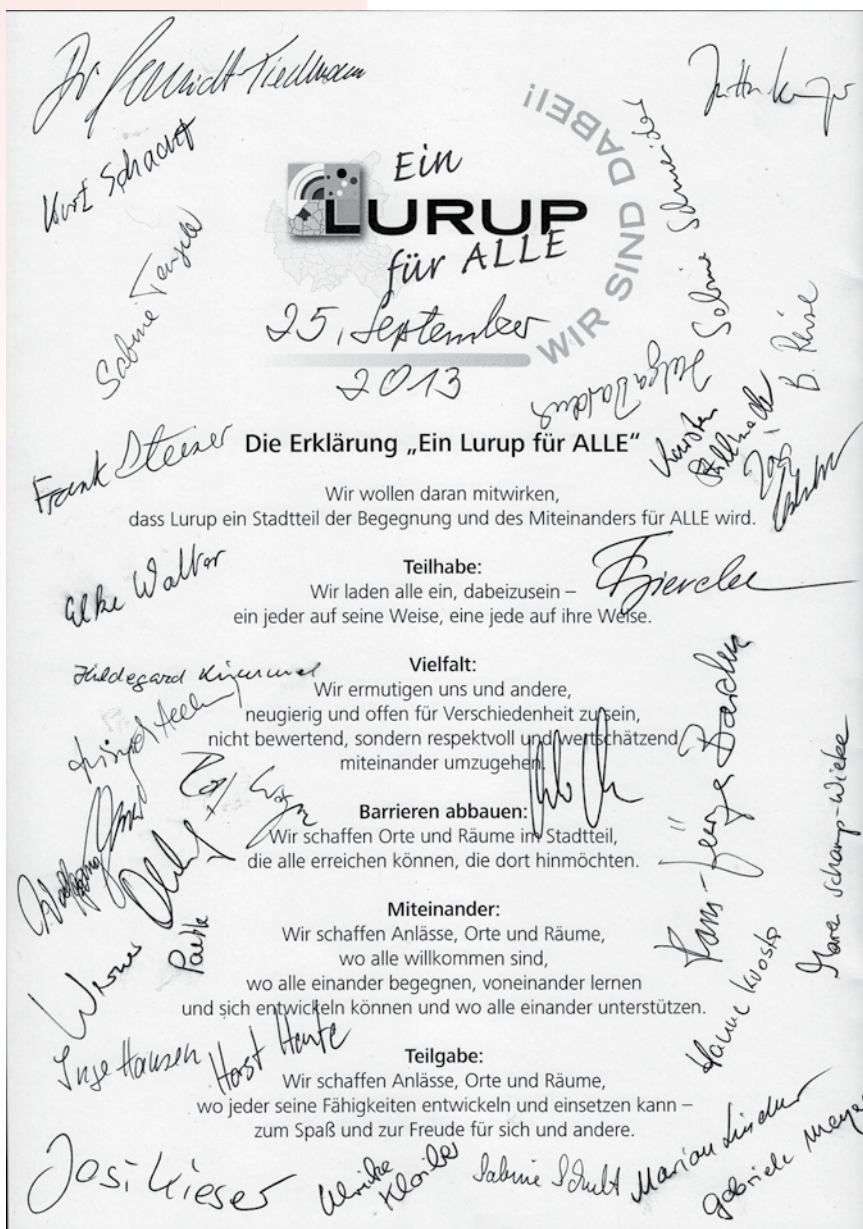 Kurt Schacht
WIR SIND DABEI!
Ein
LURUP
für ALLE
25. September
2013
Sabine Schneider
B. Reise
Frank Steiner
Die Erklärung „Ein Lurup für ALLE“
Wir wollen daran mitwirken,
dass Lurup ein Stadtteil der Begegnung und des Miteinanders für ALLE wird.
Elke Walter
Teilhabe:
Wir laden alle ein, dabeizusein –
ein jeder auf seine Weise, eine jede auf ihre Weise.
Hildegard
Vielfalt:
Wir ermutigen uns und andere,
neugierig und offen für Verschiedenheit zu sein,
nicht bewertend, sondern respektvoll und wertschätzend
miteinander umzugehen.
Barrieren abbauen:
Wir schaffen Orte und Räume im Stadtteil,
die alle erreichen können, die dort hinmöchten.
Miteinander:
Wir schaffen Anlässe, Orte und Räume,
wo alle willkommen sind,
wo alle einander begegnen, voneinander lernen
und sich entwickeln können und wo alle einander unterstützen.
Werner
Inge Hansen
Teilgabe:
Wir schaffen Anlässe, Orte und Räume,
wo jeder seine Fähigkeiten entwickeln und einsetzen kann –
zum Spaß und zur Freude für sich und andere.
Josi Kieser
Ulrike
Kloiber
Sabine Schult
Marion Lindner
Gabriele Meyer